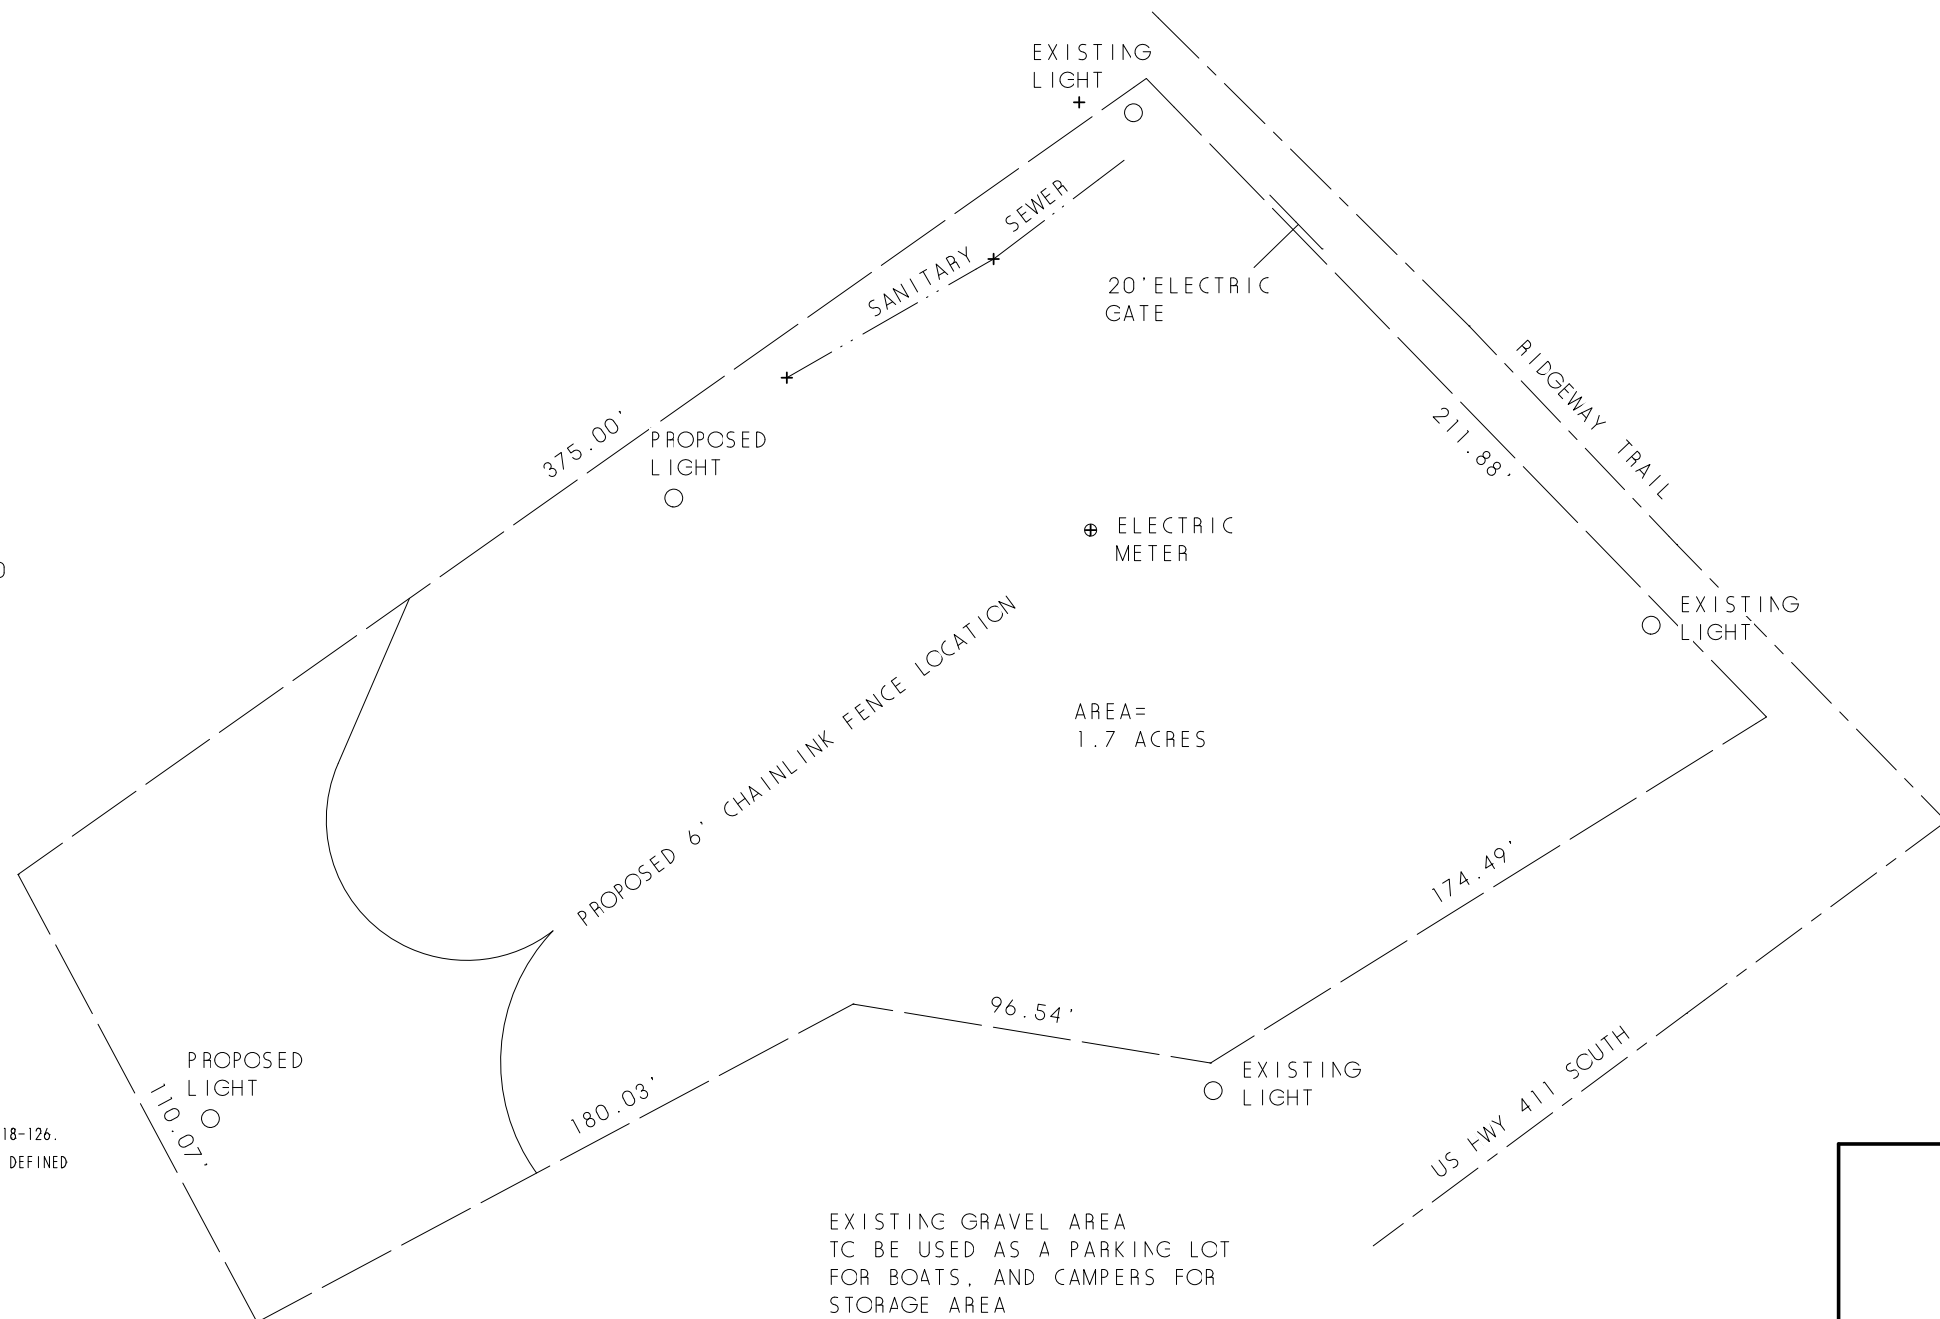 EXISTING
LIGHT
SANITARY SEWER
20'ELECTRIC
GATE
RIDGEWAY TRAIL
211.88'
375.00'
PROPOSED
LIGHT
ELECTRIC
METER
EXISTING
LIGHT
PROPOSED 6' CHAINLINK FENCE LOCATION
AREA=
1.7 ACRES
174.49'
96.54'
EXISTING
LIGHT
US HWY 411 SOUTH
PROPOSED
LIGHT
110.07'
180.03'
18-126.
DEFINED
EXISTING GRAVEL AREA
TO BE USED AS A PARKING LOT
FOR BOATS, AND CAMPERS FOR
STORAGE AREA